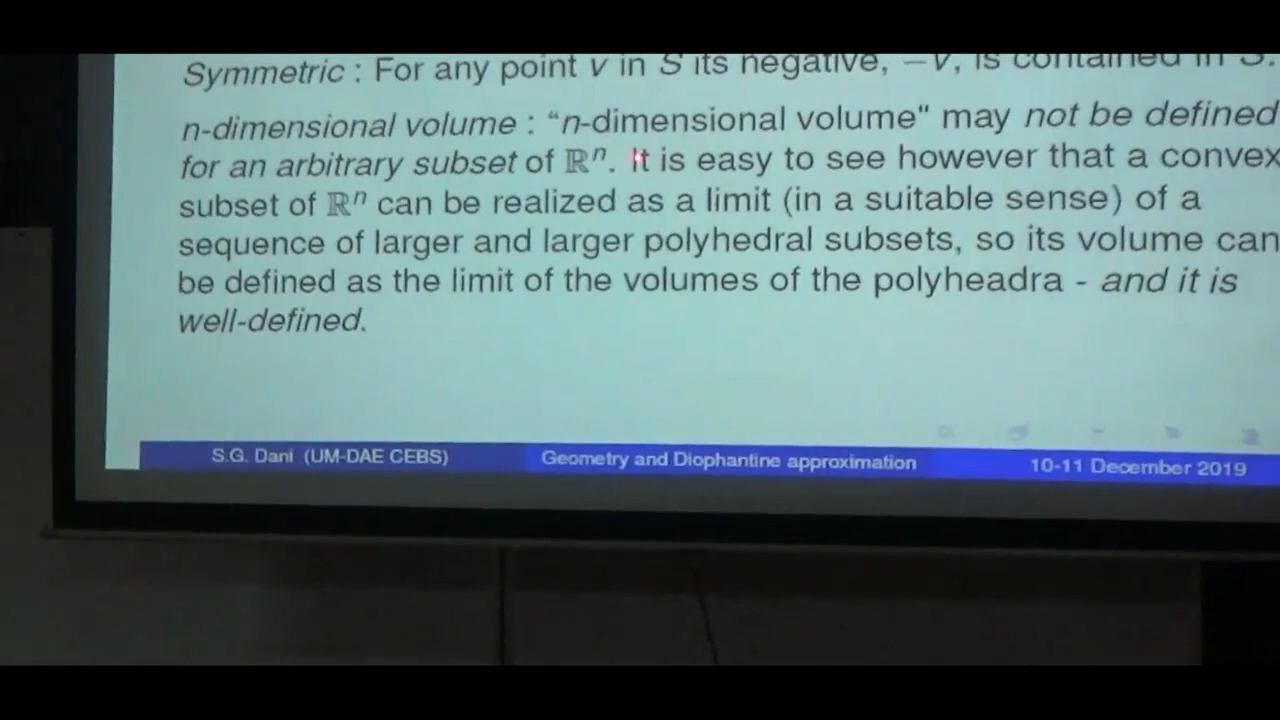 Symmetric : For any point v in S its negative, −v, is contained in S.
n-dimensional volume : “n-dimensional volume" may not be defined
for an arbitrary subset of ℝⁿ. It is easy to see however that a convex
subset of ℝⁿ can be realized as a limit (in a suitable sense) of a
sequence of larger and larger polyhedral subsets, so its volume can
be defined as the limit of the volumes of the polyheadra - and it is
well-defined.
S.G. Dani (UM-DAE CEBS) Geometry and Diophantine approximation 10-11 December 2019